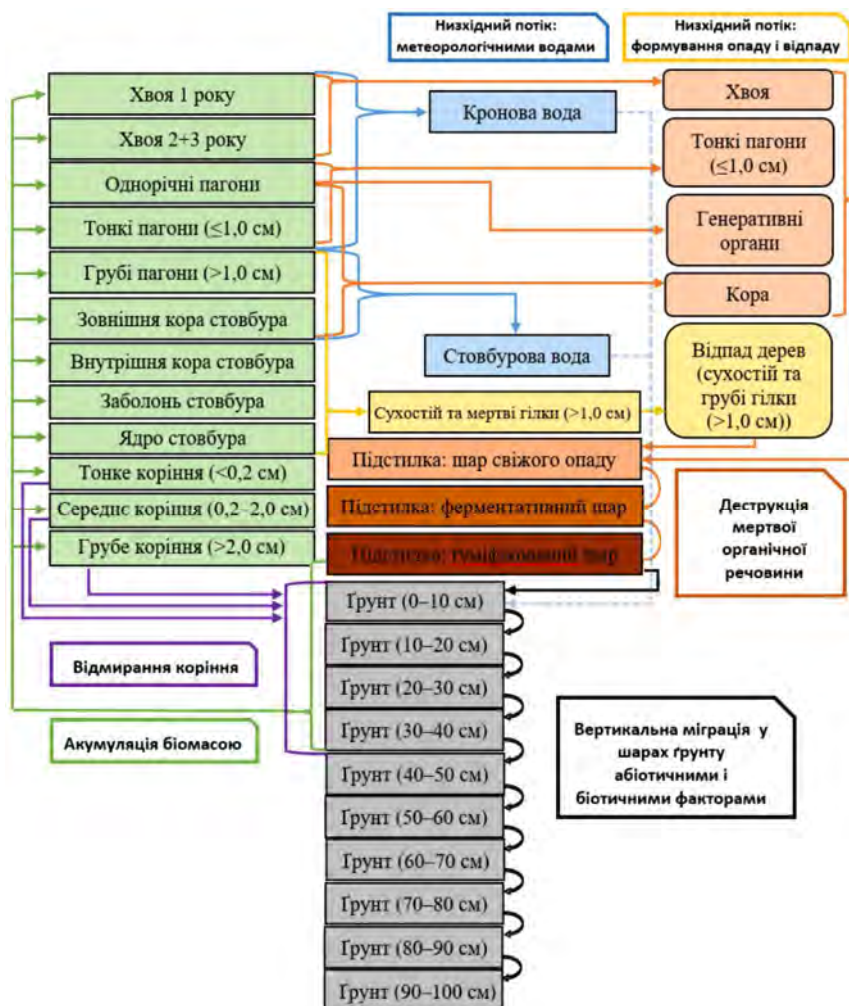 Низхідний потік:
метеорологічними водами
Низхідний потік:
формування опаду і відпаду
Хвоя 1 року
Хвоя 2+3 року
Однорічні пагони
Тонкі пагони (≤1,0 см)
Грубі пагони (>1,0 см)
Зовнішня кора стовбура
Внутрішня кора стовбура
Заболонь стовбура
Ядро стовбура
Тонке коріння (<0,2 см)
Середнє коріння (0,2–2,0 см)
Грубе коріння (>2,0 см)
Кронова вода
Стовбурова вода
Хвоя
Тонкі пагони
(≤1,0 см)
Генеративні
органи
Кора
Відпад дерев
(сухостій та
грубі гілки
(>1,0 см))
Сухостій та мертві гілки (>1,0 см)
Підстилка: шар свіжого опаду
Підстилка: ферментативний шар
Підстилка: гуміфікований шар
Деструкція
мертвої
органічної
речовини
Ґрунт (0–10 см)
Ґрунт (10–20 см)
Ґрунт (20–30 см)
Ґрунт (30–40 см)
Ґрунт (40–50 см)
Ґрунт (50–60 см)
Ґрунт (60–70 см)
Ґрунт (70–80 см)
Ґрунт (80–90 см)
Ґрунт (90–100 см)
Відмирання коріння
Акумуляція біомасою
Вертикальна міграція у
шарах ґрунту
абіотичними і
біотичними факторами